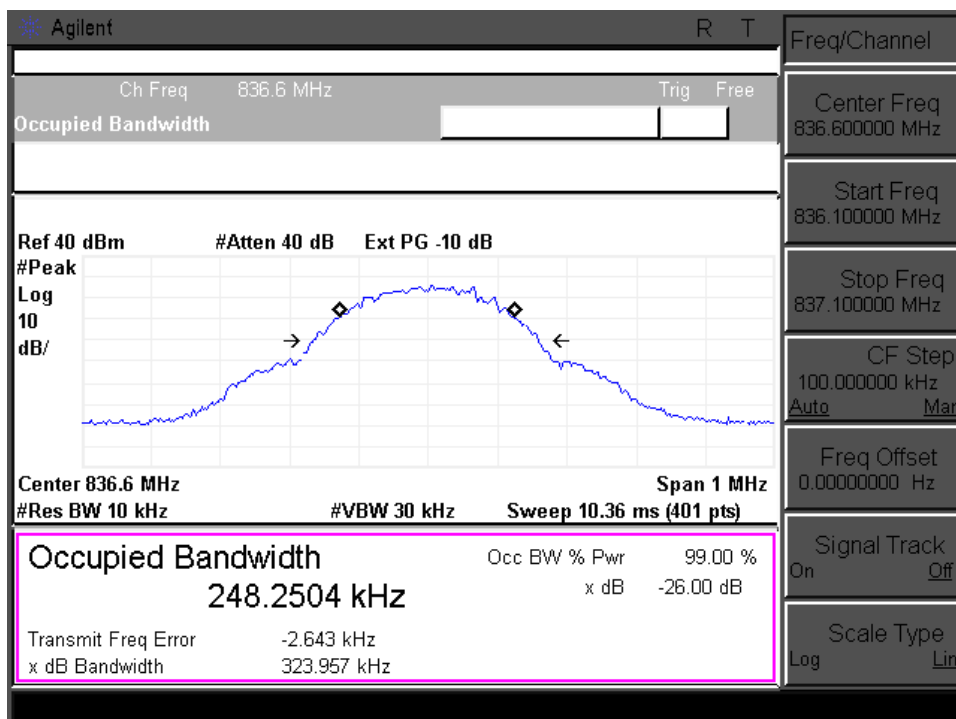 Agilent R T
Ch Freq 836.6 MHz Trig Free
Occupied Bandwidth
Ref 40 dBm #Atten 40 dB Ext PG -10 dB
#Peak
Log
10
dB/
Center 836.6 MHz Span 1 MHz
#Res BW 10 kHz #VBW 30 kHz Sweep 10.36 ms (401 pts)
Occupied Bandwidth
248.2504 kHz
Occ BW % Pwr 99.00 %
x dB -26.00 dB
Transmit Freq Error -2.643 kHz
x dB Bandwidth 323.957 kHz
Freq/Channel
Center Freq
836.600000 MHz
Start Freq
836.100000 MHz
Stop Freq
837.100000 MHz
CF Step
100.000000 kHz
Auto Man
Freq Offset
0.00000000 Hz
Signal Track
On Off
Scale Type
Log Lin